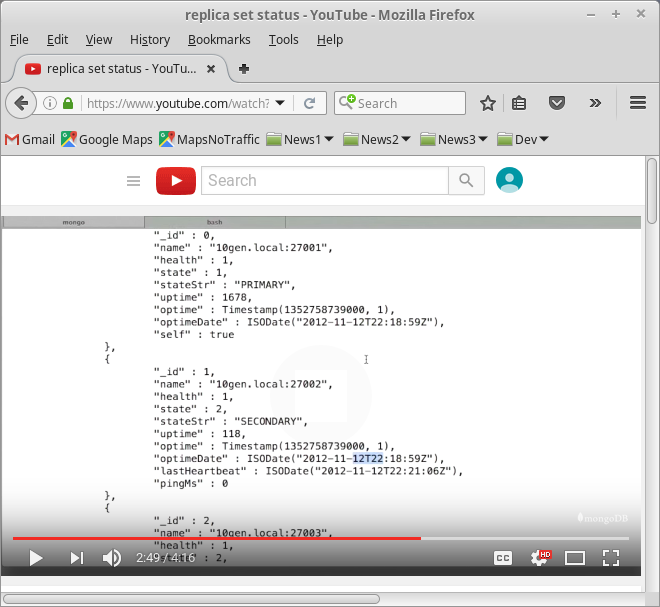 replica set status - YouTube - Mozilla Firefox
File Edit View History Bookmarks Tools Help
replica set status - YouTu...
https://www.youtube.com/watch? Search
Gmail Google Maps MapsNoTraffic News1 News2 News3 Dev
Search
mongo bash
"_id" : 0,
"name" : "10gen.local:27001",
"health" : 1,
"state" : 1,
"stateStr" : "PRIMARY",
"uptime" : 1678,
"optime" : Timestamp(1352758739000, 1),
"optimeDate" : ISODate("2012-11-12T22:18:59Z"),
"self" : true
},
{
"_id" : 1,
"name" : "10gen.local:27002",
"health" : 1,
"state" : 2,
"stateStr" : "SECONDARY",
"uptime" : 118,
"optime" : Timestamp(1352758739000, 1),
"optimeDate" : ISODate("2012-11-12T22:18:59Z"),
"lastHeartbeat" : ISODate("2012-11-12T22:21:06Z"),
"pingMs" : 0
},
{
"_id" : 2,
mongoDB
"name" : "10gen.local:27003",
"health" : 1,
"state" : 2,
2:49 / 4:16 CC HD